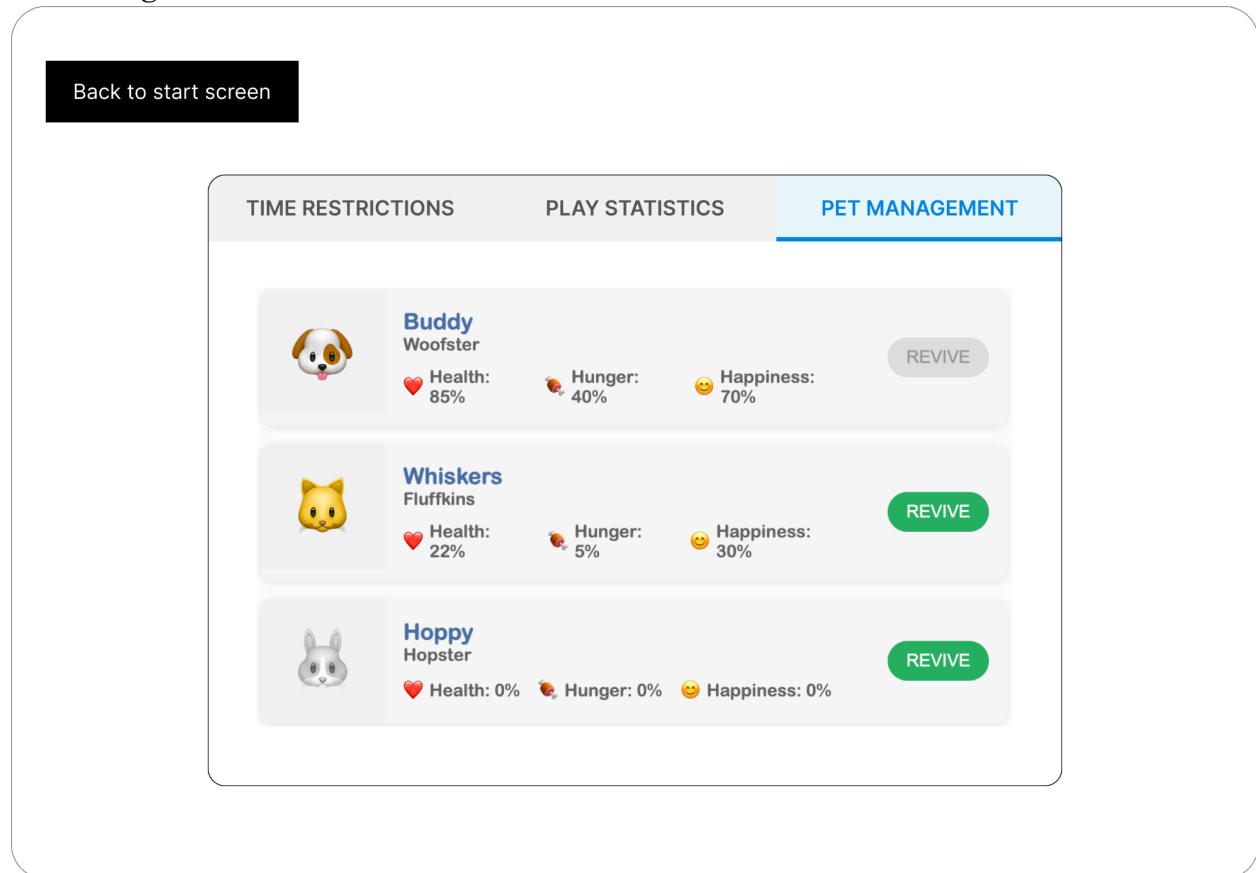 Back to start screen
TIME RESTRICTIONS PLAY STATISTICS PET MANAGEMENT
Buddy
Woofster
Health: 85% Hunger: 40% Happiness: 70%
REVIVE
Whiskers
Fluffkins
Health: 22% Hunger: 5% Happiness: 30%
REVIVE
Hoppy
Hopster
Health: 0% Hunger: 0% Happiness: 0%
REVIVE